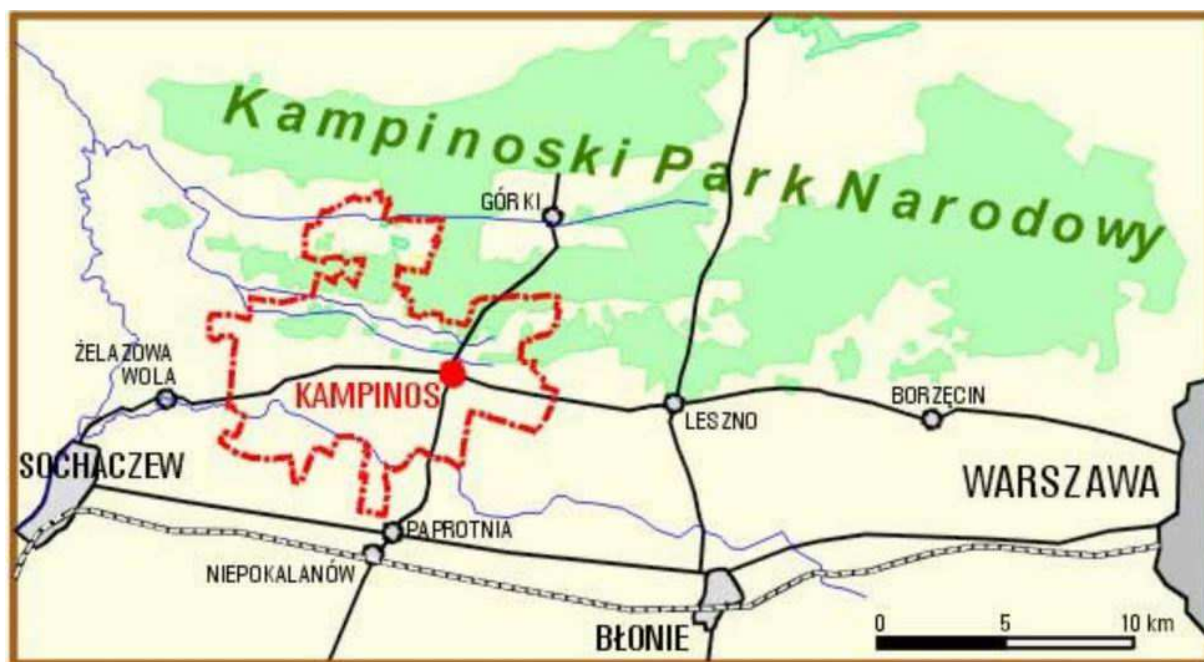 Kampinoski Park Narodowy
GÓRKI
ŻELAZOWA
WOLA
KAMPINOS
LESZNO
BORZĘCIN
SOCHACZEW
WARSZAWA
PAPROTNIA
NIEPOKALANÓW
BŁONIE
0 5 10 km